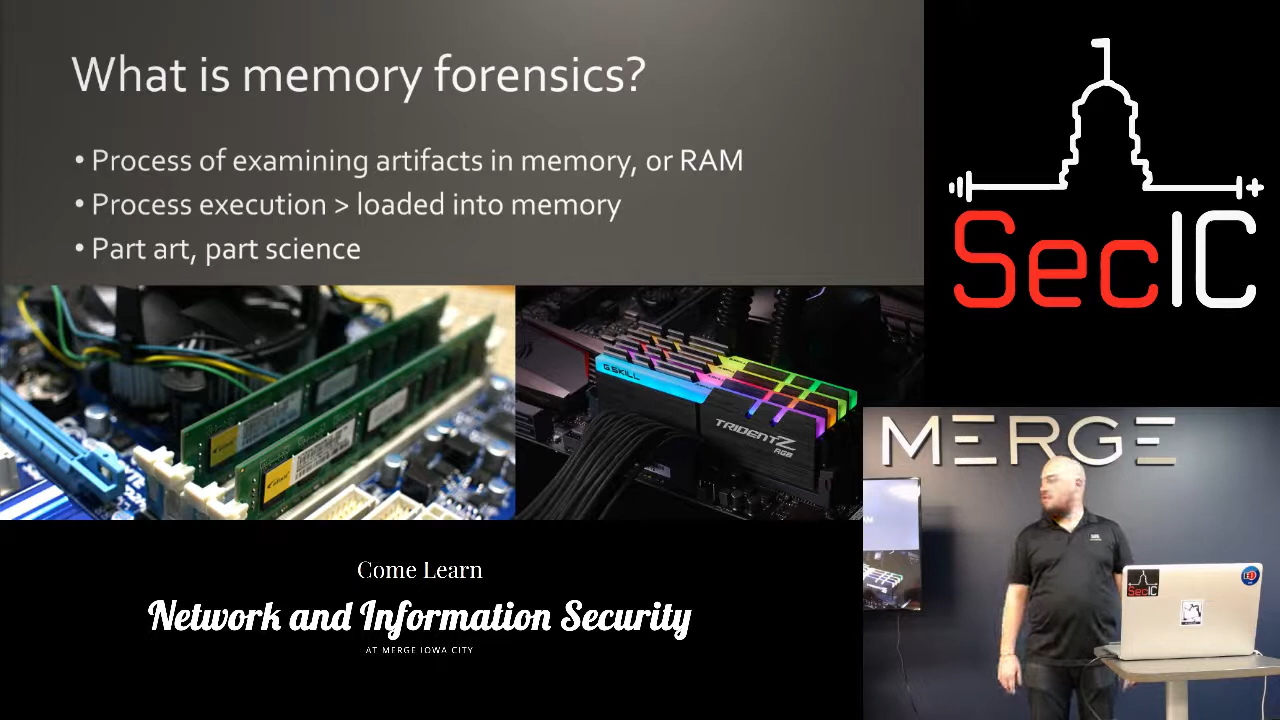 What is memory forensics?
• Process of examining artifacts in memory, or RAM
• Process execution > loaded into memory
• Part art, part science
SecIC
G.SKILL
TRIDENT Z
RGB
MERGE
SecIC
Come Learn
Network and Information Security
AT MERGE IOWA CITY